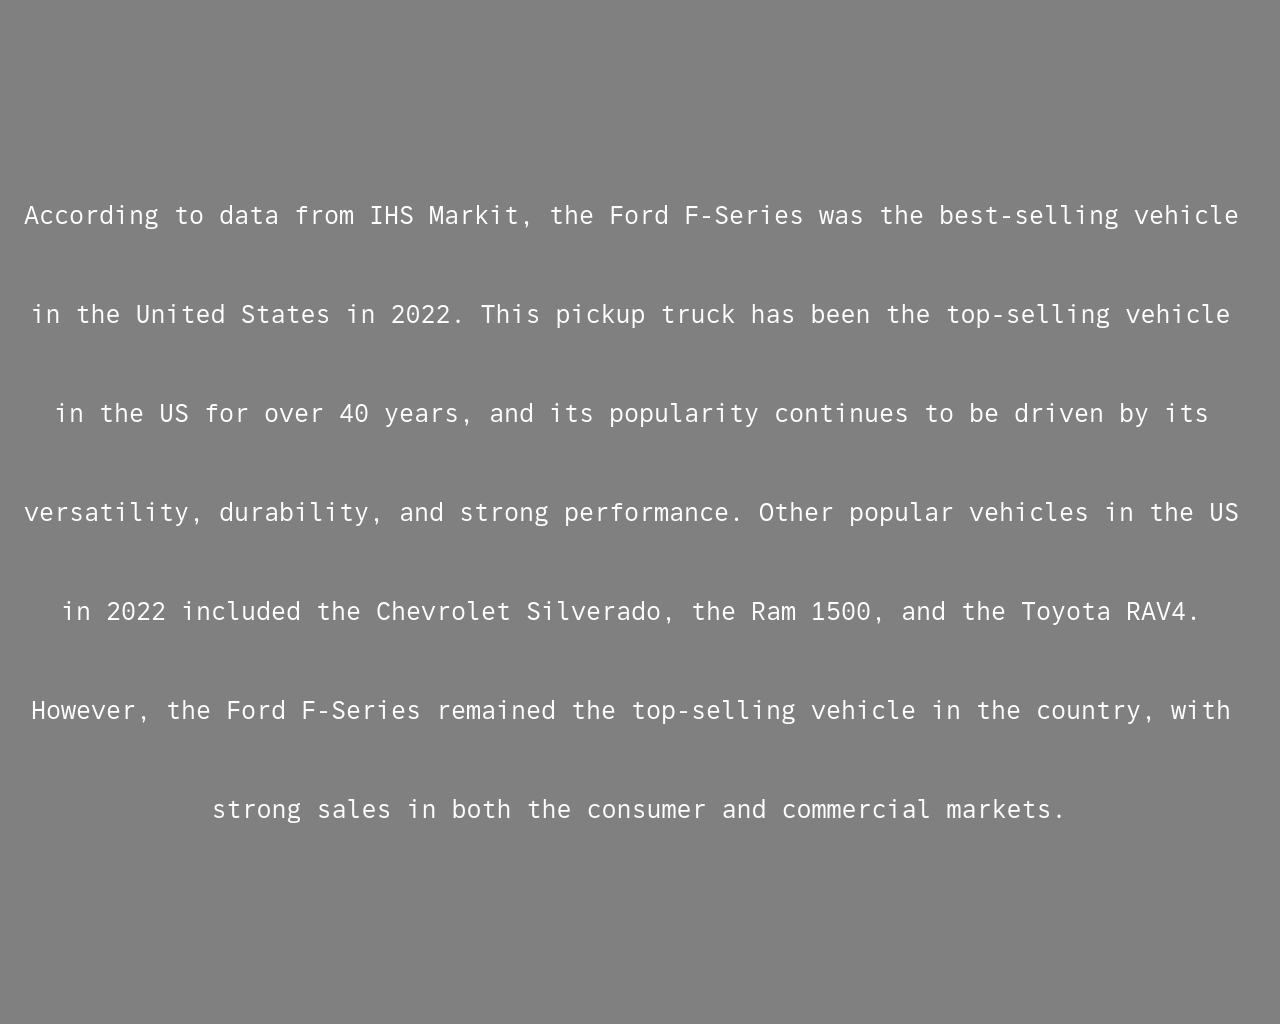 According to data from IHS Markit, the Ford F-Series was the best-selling vehicle
in the United States in 2022. This pickup truck has been the top-selling vehicle
in the US for over 40 years, and its popularity continues to be driven by its
versatility, durability, and strong performance. Other popular vehicles in the US
in 2022 included the Chevrolet Silverado, the Ram 1500, and the Toyota RAV4.
However, the Ford F-Series remained the top-selling vehicle in the country, with
strong sales in both the consumer and commercial markets.